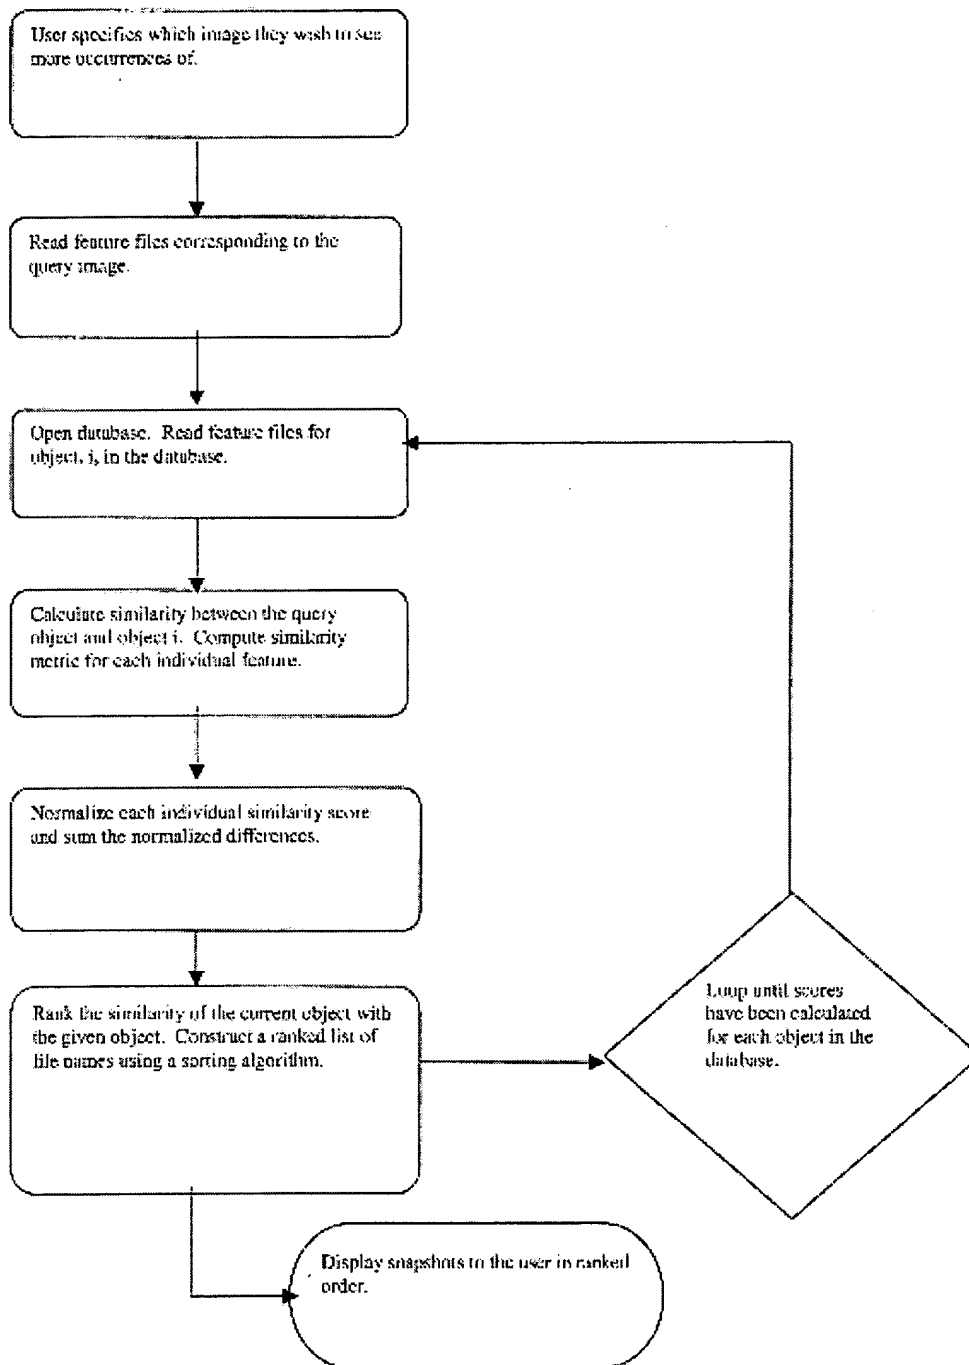 User specifies which image they wish to see
more occurrences of.
Read feature files corresponding to the
query image.
Open database. Read feature files for
object, i, in the database.
Calculate similarity between the query
object and object i. Compute similarity
metric for each individual feature.
Normalize each individual similarity score
and sum the normalized differences.
Rank the similarity of the current object with
the given object. Construct a ranked list of
file names using a sorting algorithm.
Loop until scores
have been calculated
for each object in the
database.
Display snapshots to the user in ranked
order.